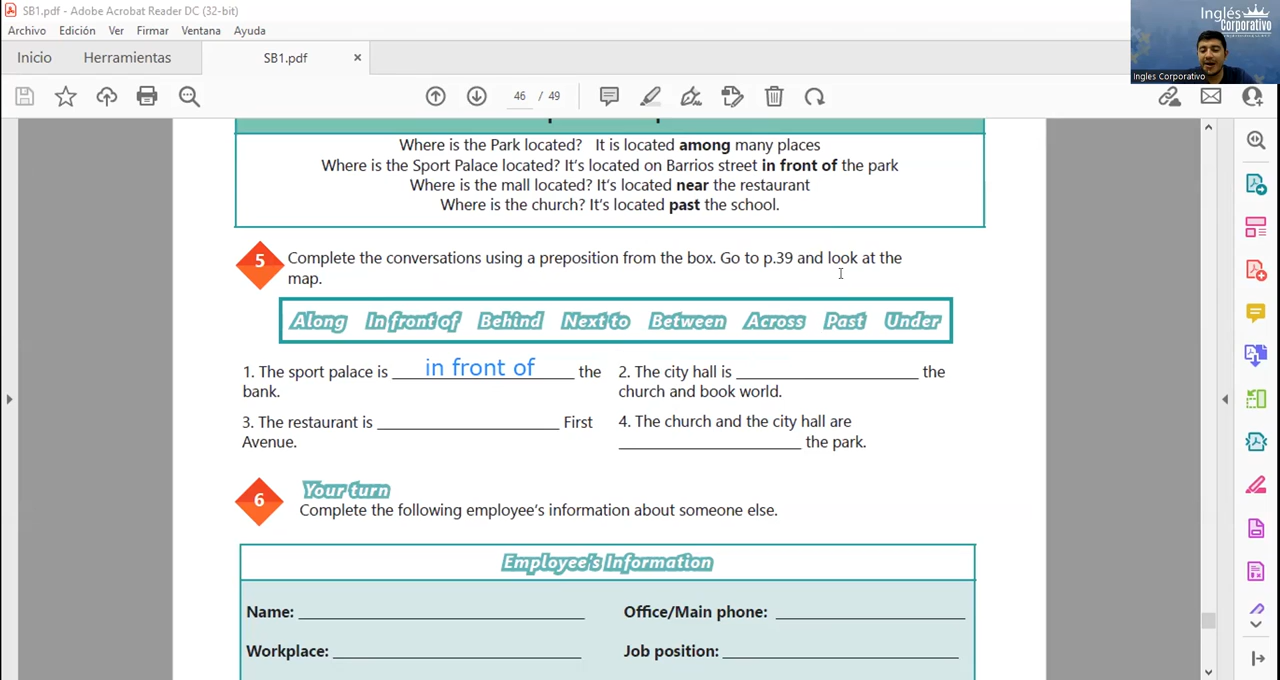 SB1.pdf - Adobe Acrobat Reader DC (32-bit)
Archivo Edición Ver Firmar Ventana Ayuda
Inicio Herramientas SB1.pdf ×
46 / 49
Inglés
Corporativo
Ingles Corporativo
Where is the Park located? It is located among many places
Where is the Sport Palace located? It's located on Barrios street in front of the park
Where is the mall located? It's located near the restaurant
Where is the church? It's located past the school.
5 Complete the conversations using a preposition from the box. Go to p.39 and look at the
map.
Along In front of Behind Next to Between Across Past Under
1. The sport palace is in front of the
bank.
2. The city hall is ____________________ the
church and book world.
3. The restaurant is ____________________ First
Avenue.
4. The church and the city hall are
____________________ the park.
6 Your turn
Complete the following employee's information about someone else.
Employee's Information
Name: ____________________ Office/Main phone: ____________________
Workplace: ____________________ Job position: ____________________